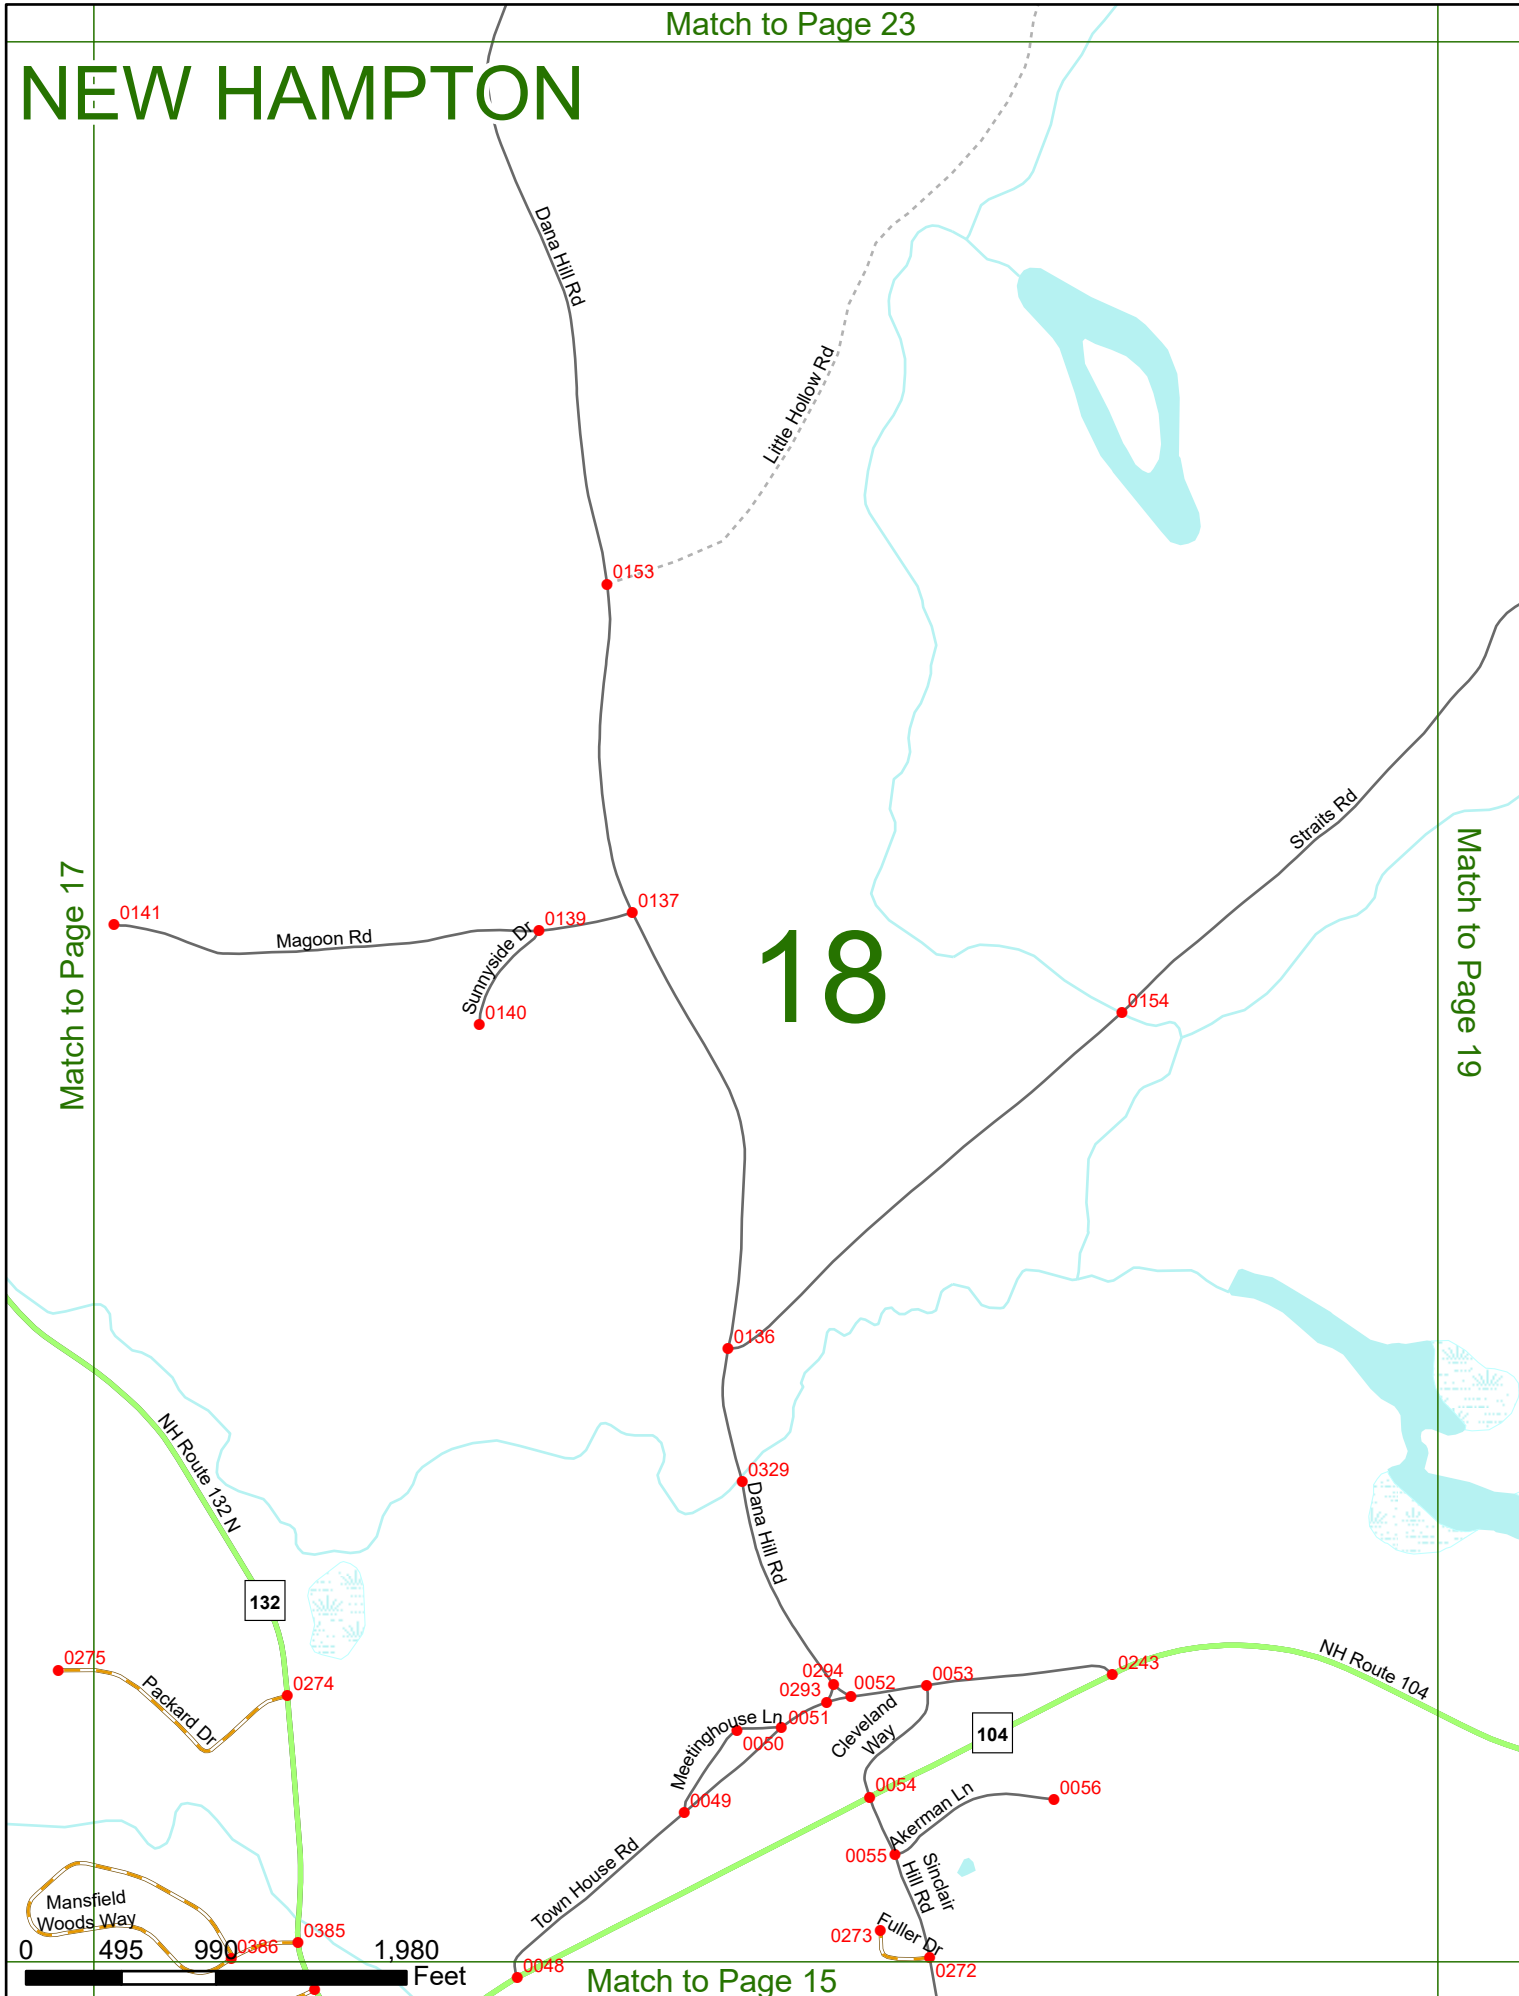 Match to Page 23
NEW HAMPTON
Dana Hill Rd
Little Hollow Rd
0153
Straits Rd
Match to Page 17
Match to Page 19
0141
Magoon Rd
Sunnyside Dr
0139
0137
18
0140
0154
0136
NH Route 132 N
0329
Dana Hill Rd
132
0275
Packard Dr
0274
0294
0293
0052
0053
0243
NH Route 104
Meetinghouse Ln
0051
0050
Cleveland
Way
104
0049
0054
Akerman Ln
0056
0055
Sinclair
Hill Rd
Town House Rd
Mansfield
Woods Way
0385
0386
0273
Fuller Dr
0272
0048
0 495 990 1,980
Feet
Match to Page 15